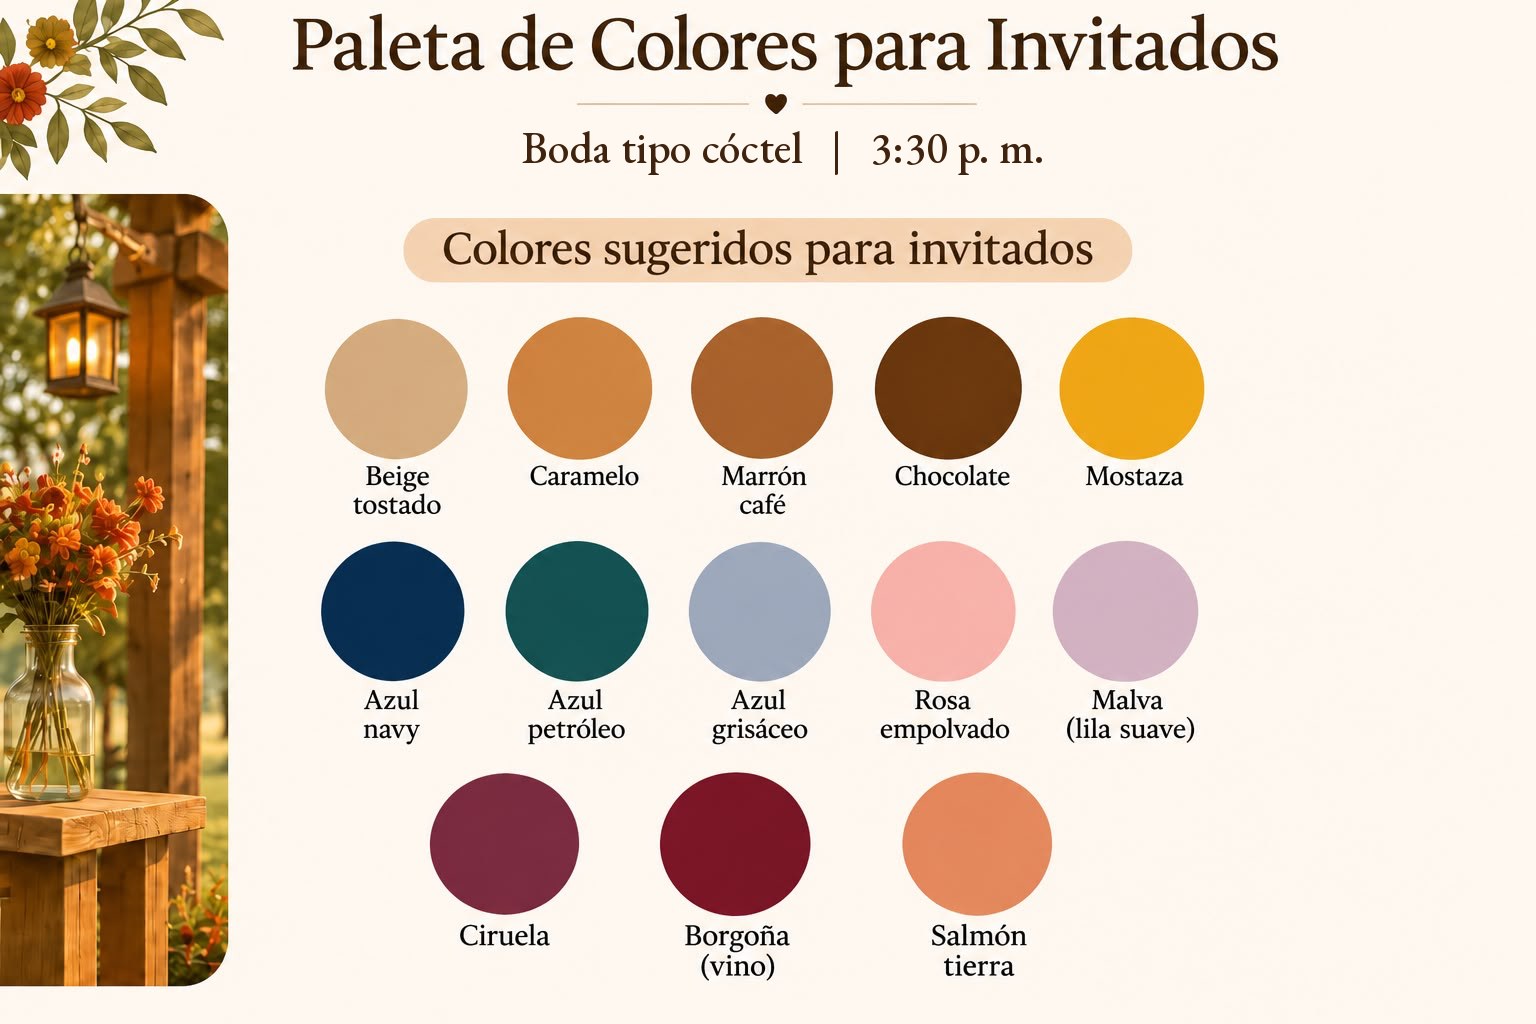 Paleta de Colores para Invitados
Boda tipo cóctel | 3:30 p. m.
Colores sugeridos para invitados
Beige
tostado
Caramelo
Marrón
café
Chocolate
Mostaza
Azul
navy
Azul
petróleo
Azul
grisáceo
Rosa
empolvado
Malva
(lila suave)
Ciruela
Borgoña
(vino)
Salmón
tierra